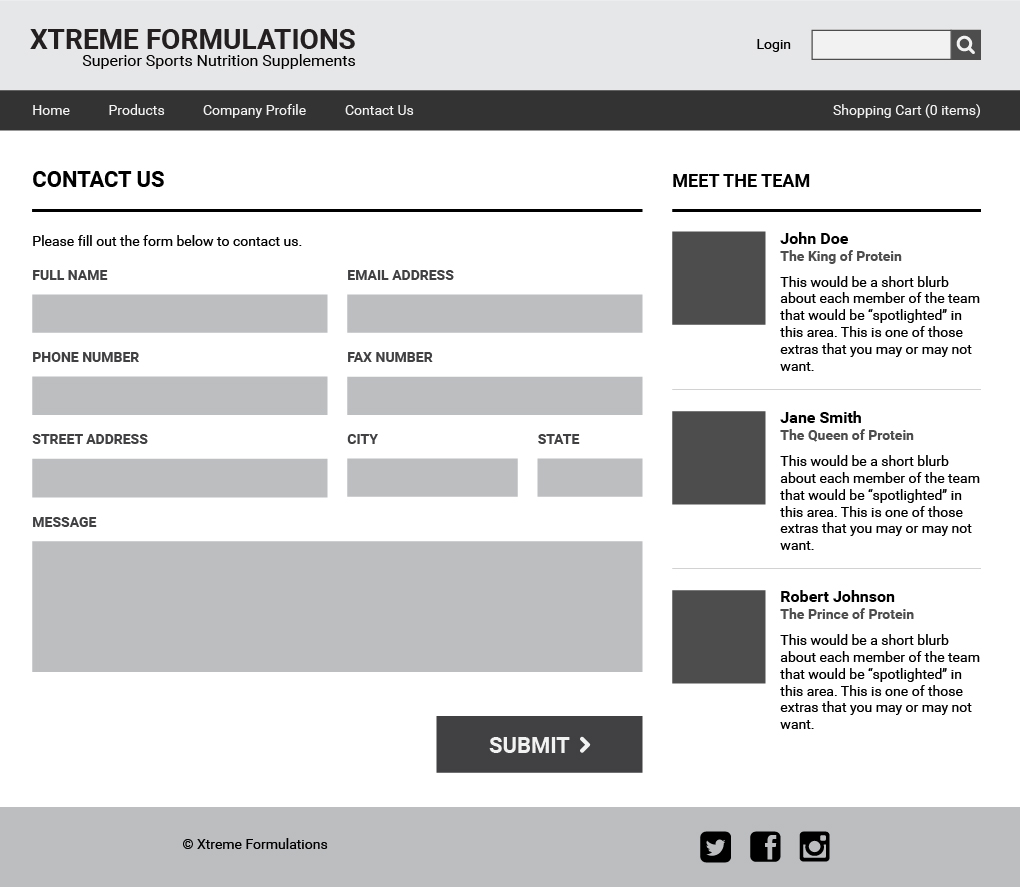 XTREME FORMULATIONS
Superior Sports Nutrition Supplements
Login
Home
Products
Company Profile
Contact Us
Shopping Cart (0 items)
CONTACT US
Please fill out the form below to contact us.
FULL NAME
EMAIL ADDRESS
PHONE NUMBER
FAX NUMBER
STREET ADDRESS
CITY
STATE
MESSAGE
SUBMIT
MEET THE TEAM
John Doe
The King of Protein
This would be a short blurb
about each member of the team
that would be “spotlighted” in
this area. This is one of those
extras that you may or may not
want.
Jane Smith
The Queen of Protein
This would be a short blurb
about each member of the team
that would be “spotlighted” in
this area. This is one of those
extras that you may or may not
want.
Robert Johnson
The Prince of Protein
This would be a short blurb
about each member of the team
that would be “spotlighted” in
this area. This is one of those
extras that you may or may not
want.
© Xtreme Formulations